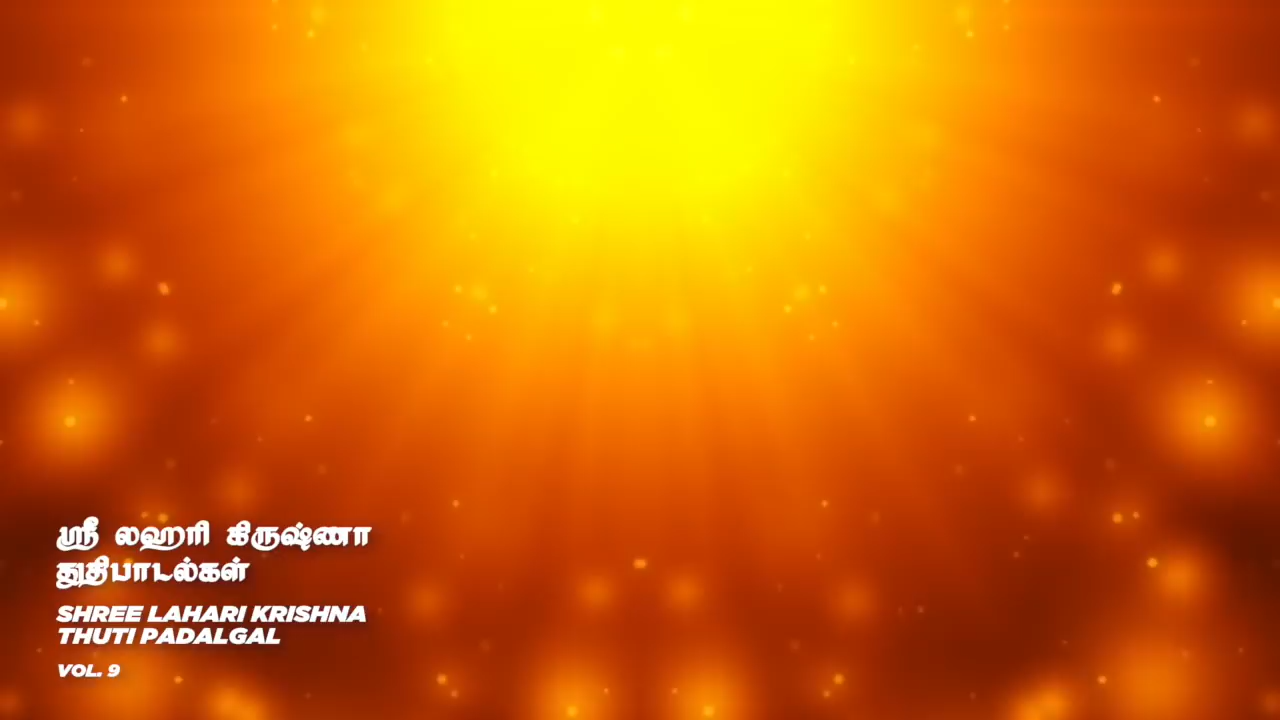 ஸ்ரீ லஹரி கிருஷ்ணா
துதிபாடல்கள்
SHREE LAHARI KRISHNA
THUTI PADALGAL
VOL. 9